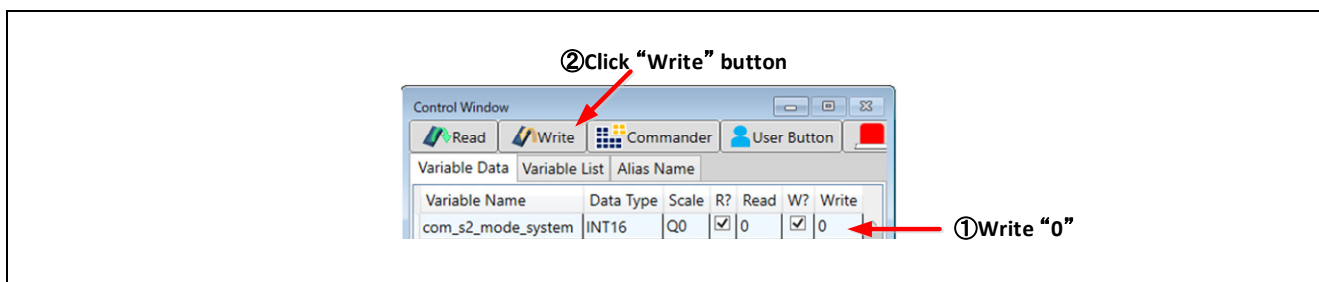 ②Click “Write” button
Control Window
Read Write Commander User Button
Variable Data Variable List Alias Name
Variable Name Data Type Scale R? Read W? Write
com_s2_mode_system INT16 Q0 0 0
①Write “0”